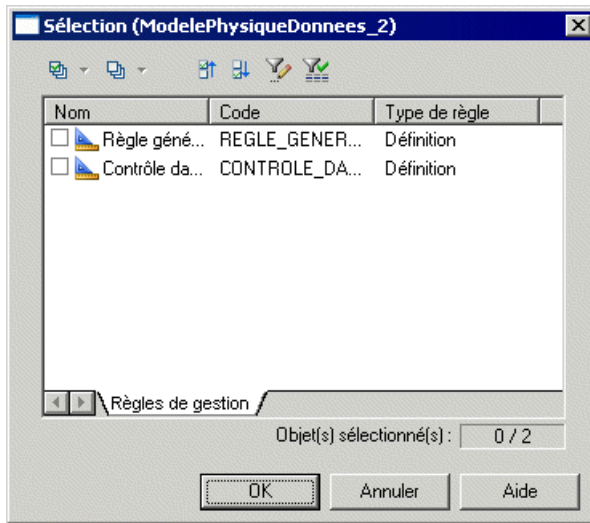 Sélection (ModelePhysiqueDonnees_2)
Nom Code Type de règle
Règle géné... REGLE_GENER... Définition
Contrôle da... CONTROLE_DA... Définition
Règles de gestion
Objet(s) sélectionné(s) : 0 / 2
OK Annuler Aide